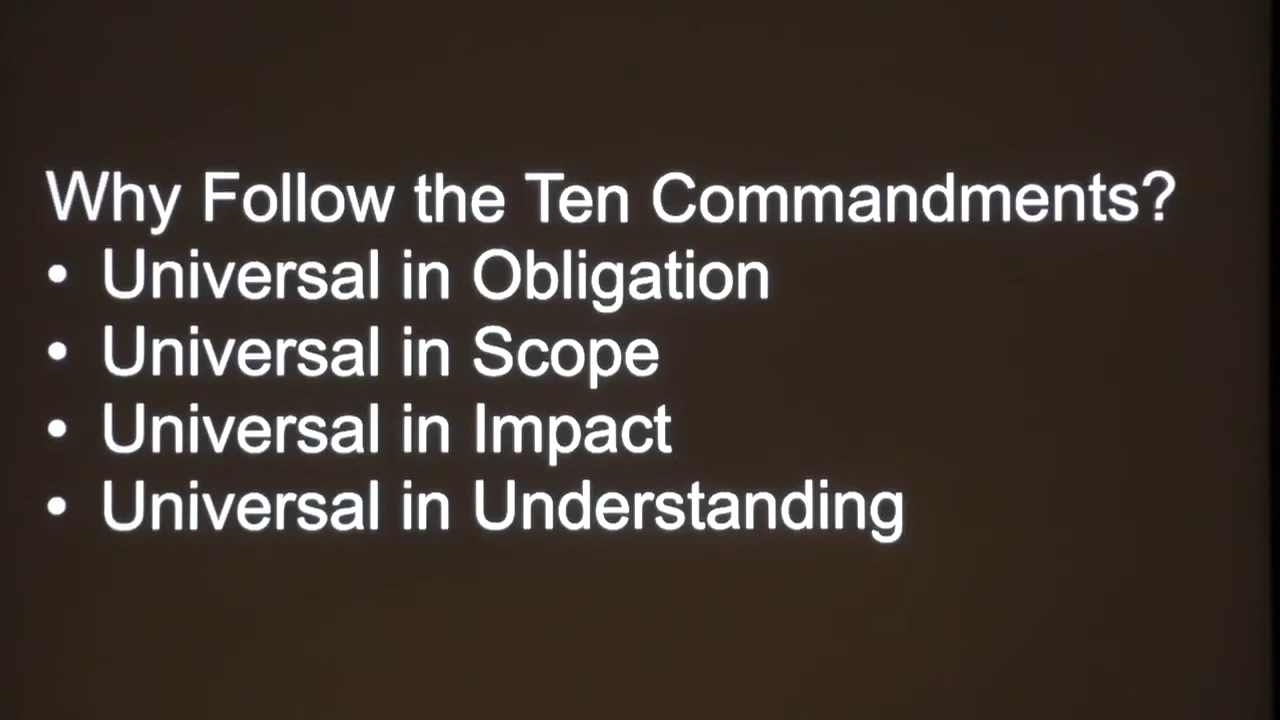 Why Follow the Ten Commandments?
• Universal in Obligation
• Universal in Scope
• Universal in Impact
• Universal in Understanding